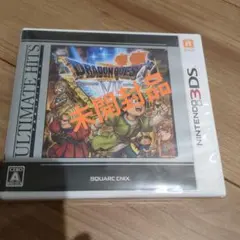 ULTIMATE HITS
DRAGON QUEST
VII
未開封品
NINTENDO 3DS
A
SQUARE ENIX